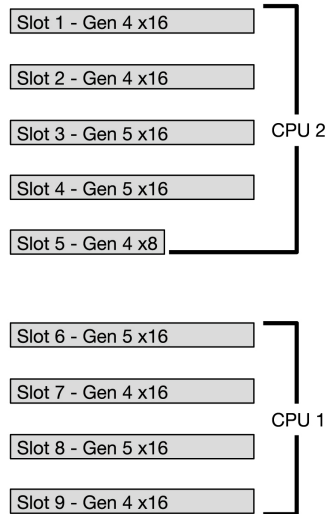 Slot 1 - Gen 4 x16
Slot 2 - Gen 4 x16
Slot 3 - Gen 5 x16
CPU 2
Slot 4 - Gen 5 x16
Slot 5 - Gen 4 x8
Slot 6 - Gen 5 x16
Slot 7 - Gen 4 x16
CPU 1
Slot 8 - Gen 5 x16
Slot 9 - Gen 4 x16